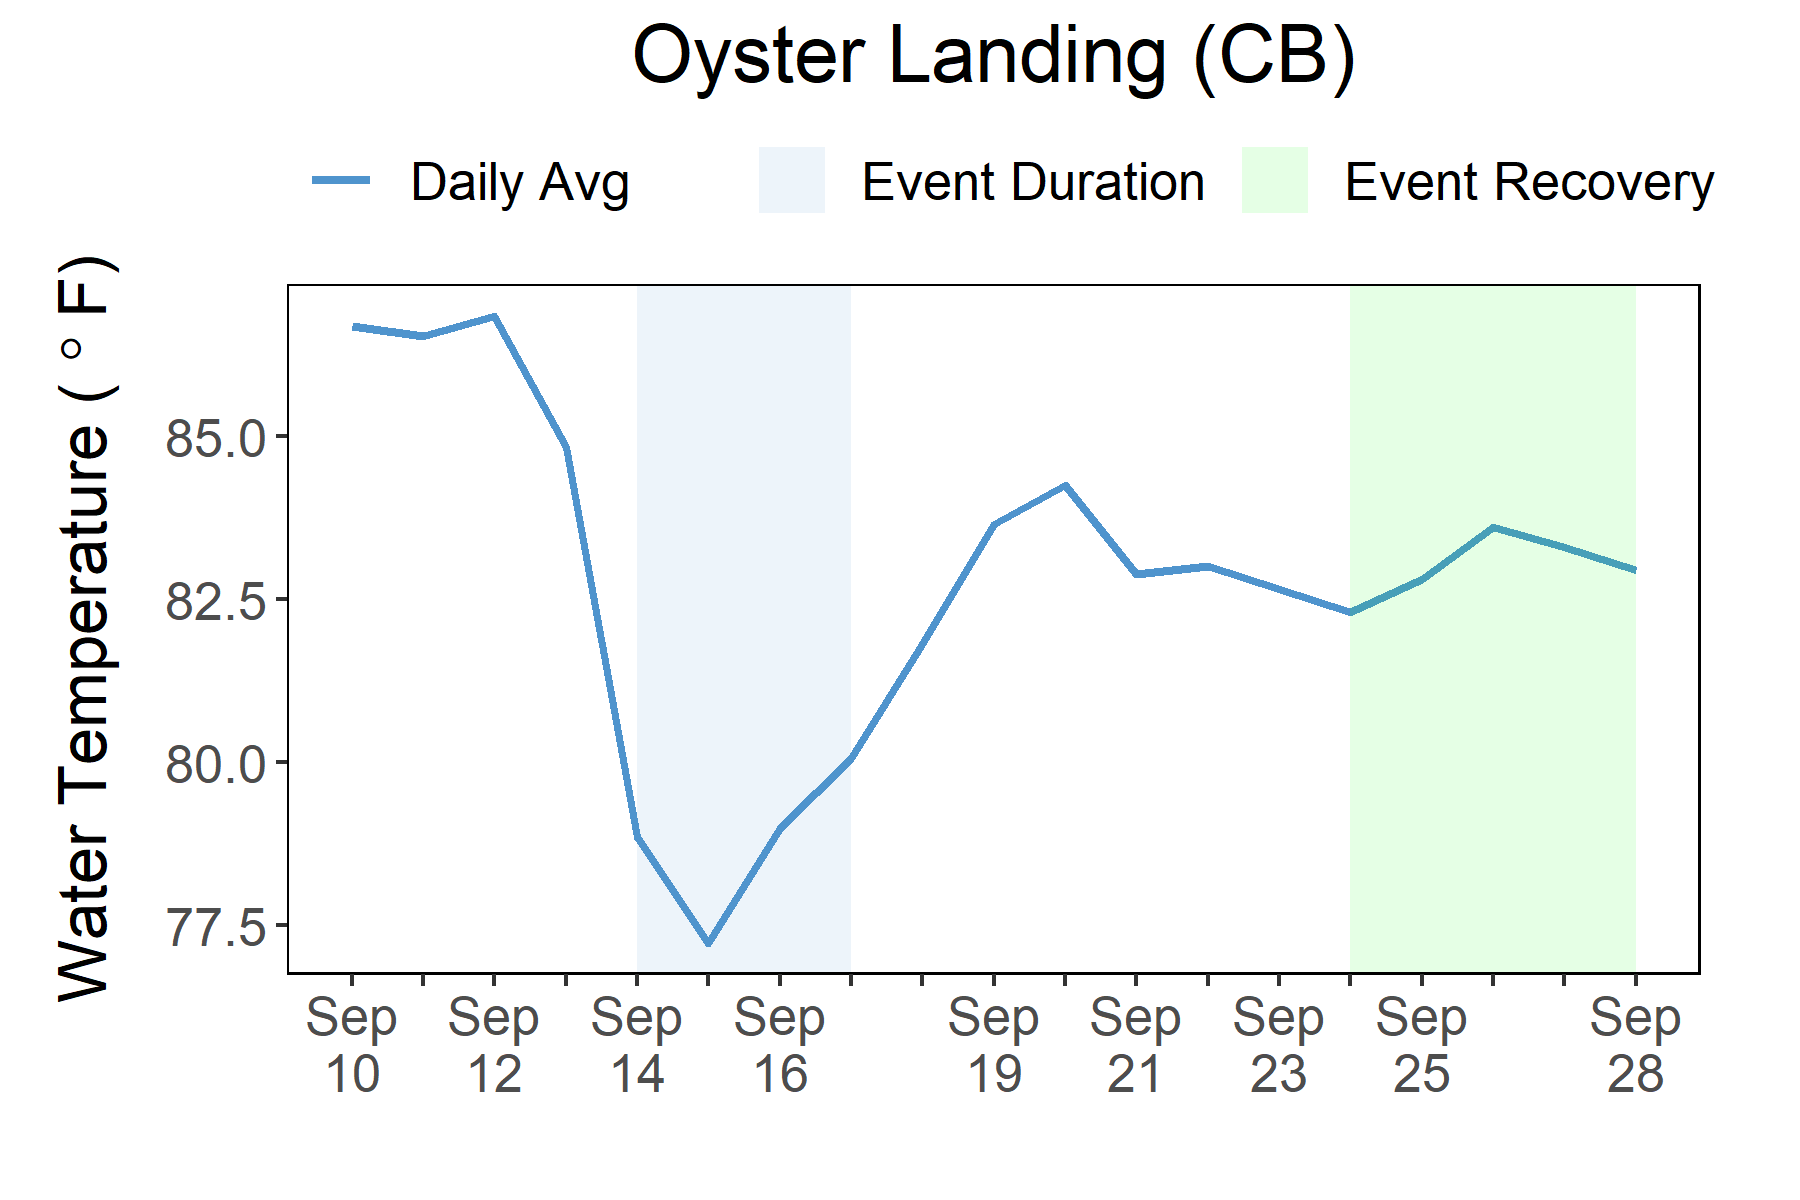 Oyster Landing (CB)
Daily Avg Event Duration Event Recovery
Water Temperature ( ° F)
85.0
82.5
80.0
77.5
Sep Sep Sep Sep Sep Sep Sep Sep Sep
10 12 14 16 19 21 23 25 28